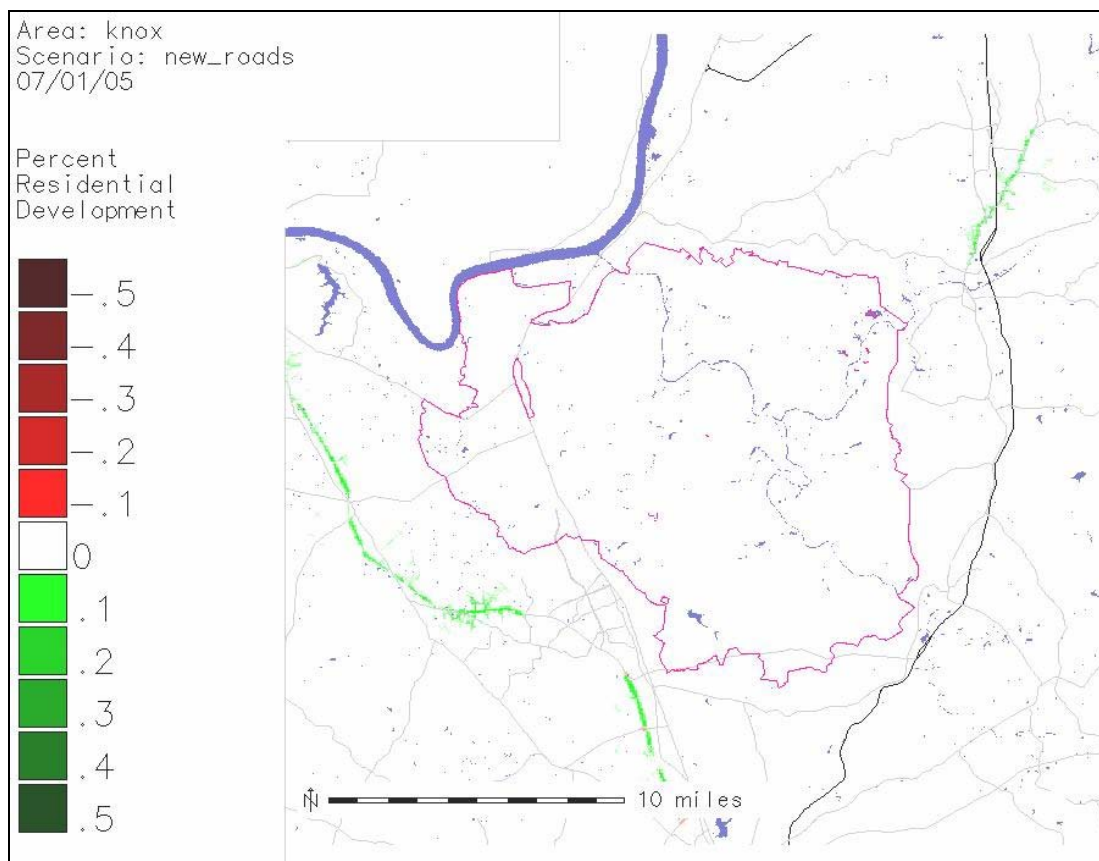 Area: knox
Scenario: new_roads
07/01/05
Percent
Residential
Development
-.5
-.4
-.3
-.2
-.1
0
.1
.2
.3
.4
.5
N
10 miles